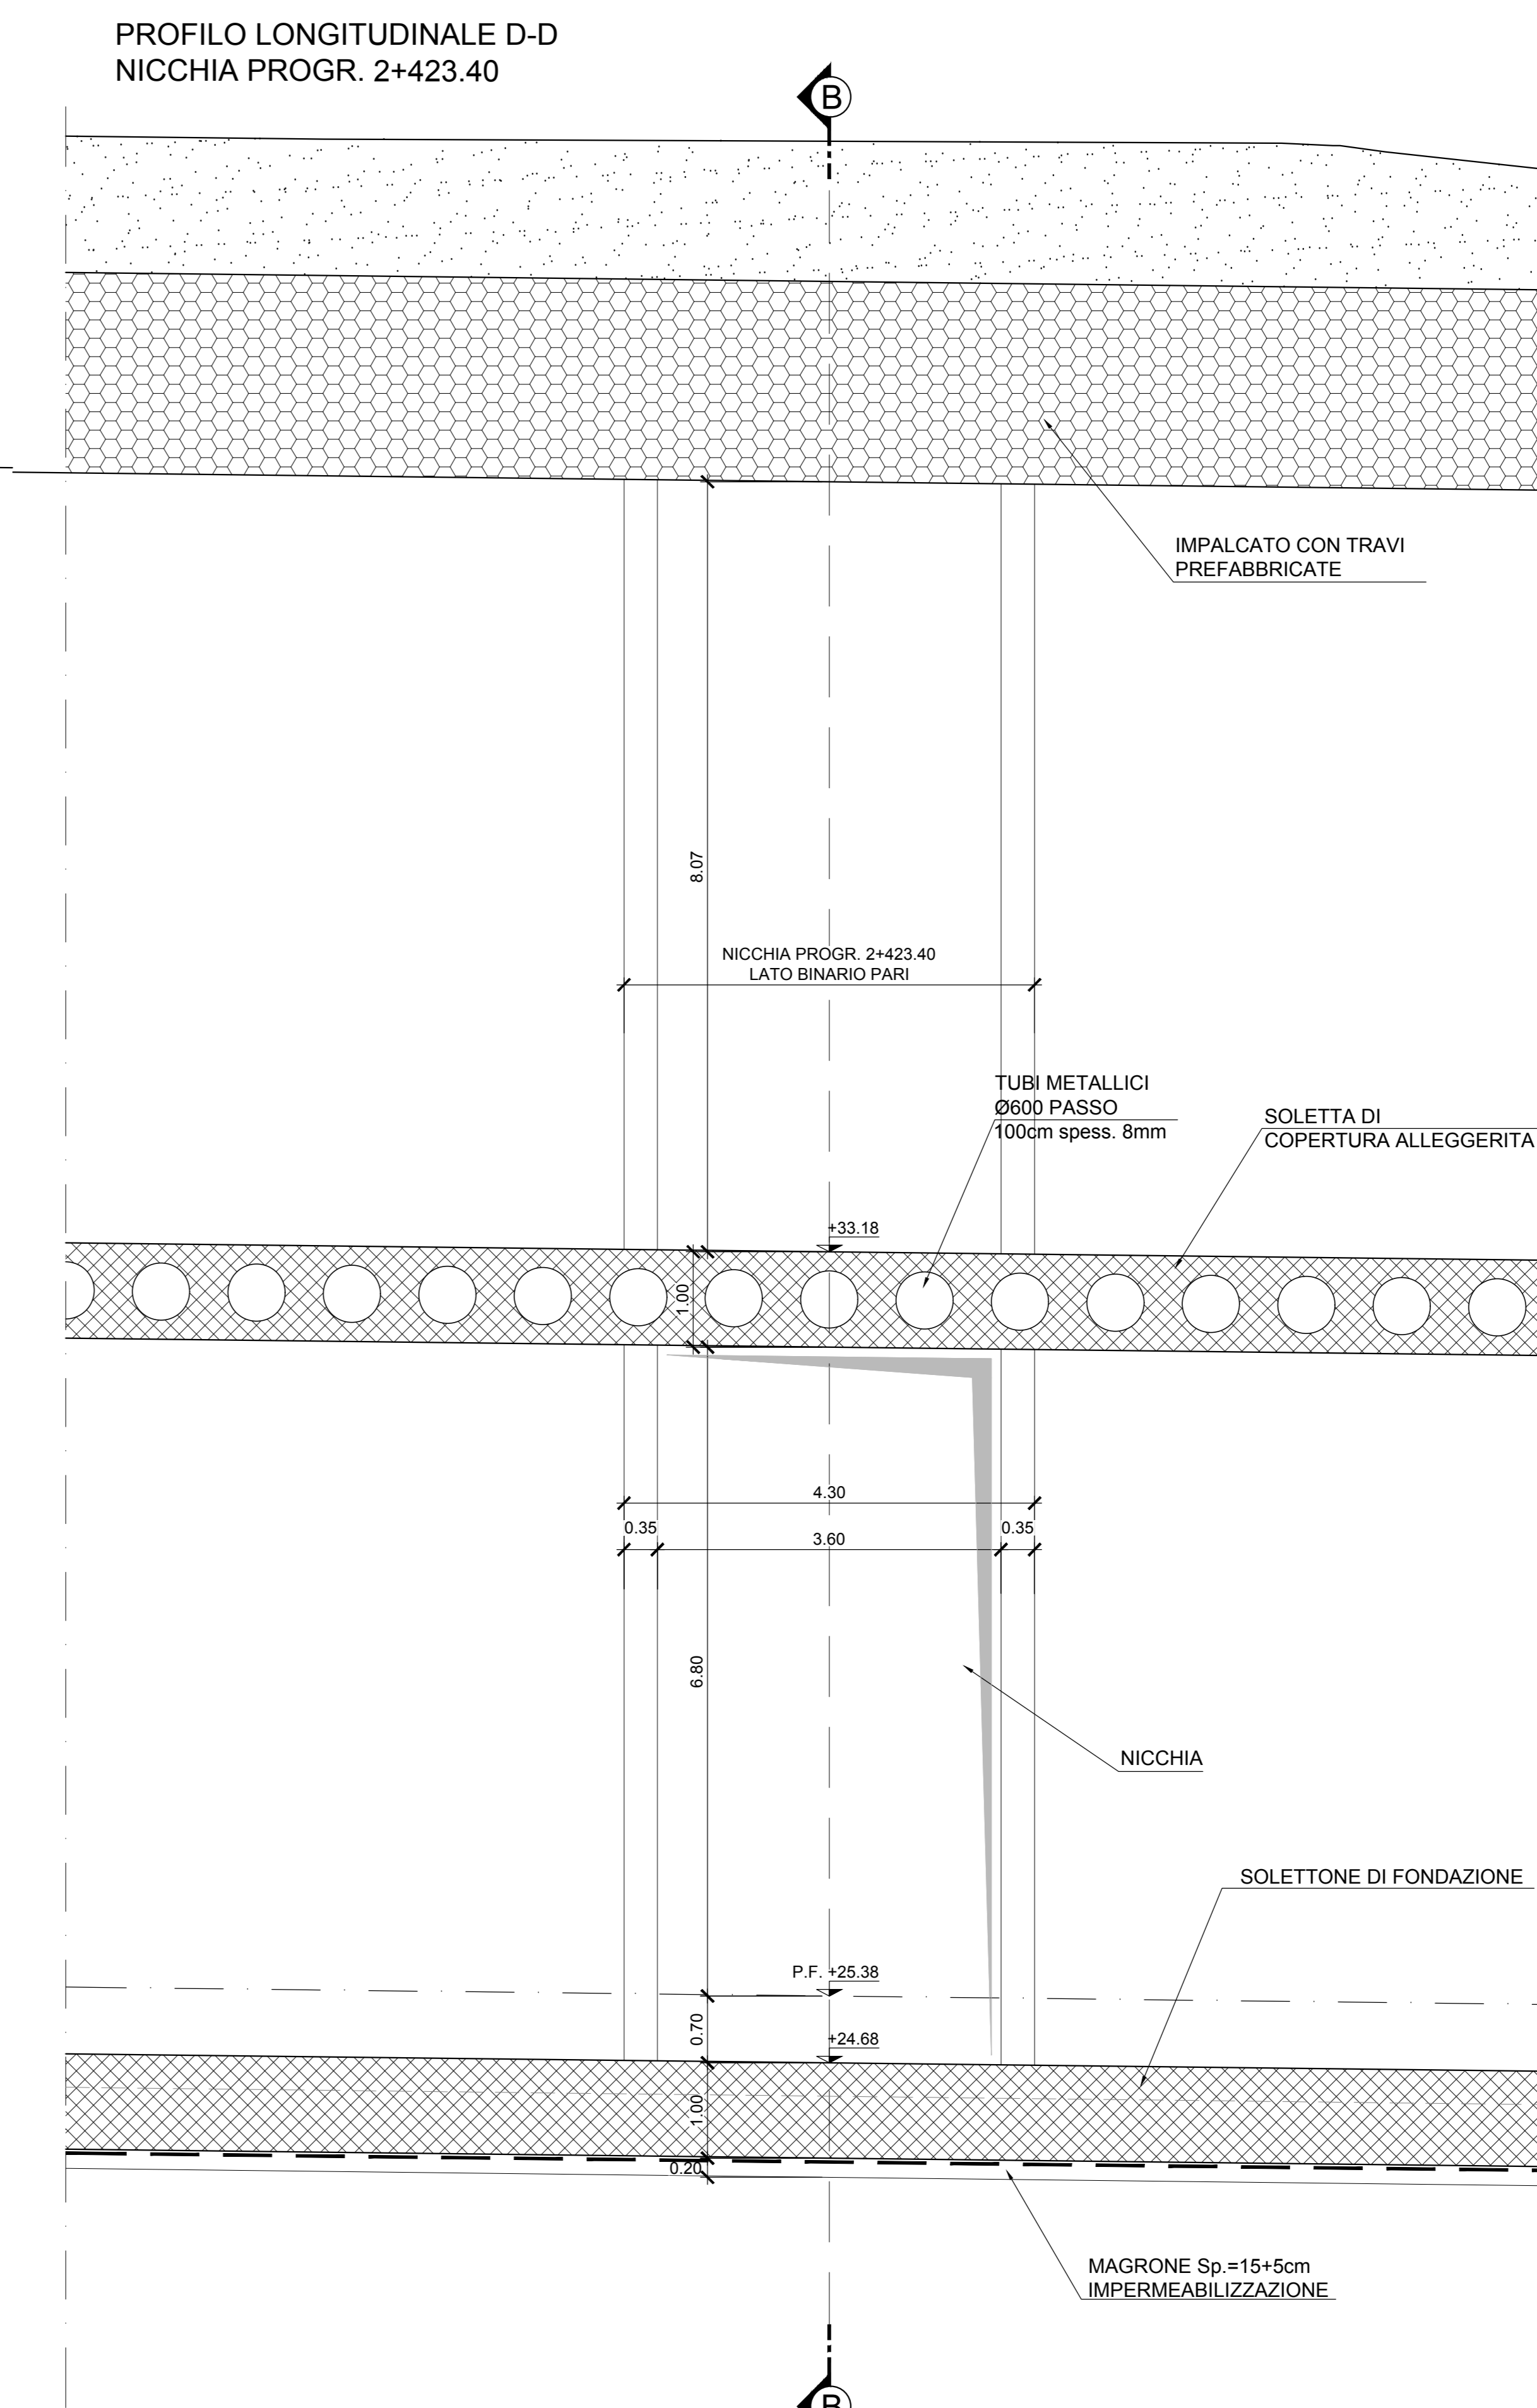 PROFILO LONGITUDINALE D-D
NICCHIA PROGR. 2+423.40
B
IMPALCATO CON TRAVI
PREFABBRICATE
8.07
NICCHIA PROGR. 2+423.40
LATO BINARIO PARI
TUBI METALLICI
Ø600 PASSO
100cm spess. 8mm
SOLETTA DI
COPERTURA ALLEGGERITA
+33.18
1.00
4.30
0.35
3.60
0.35
6.80
NICCHIA
SOLETTONE DI FONDAZIONE
P.F. +25.38
0.70
+24.68
1.00
0.20
MAGRONE Sp.=15+5cm
IMPERMEABILIZZAZIONE
B